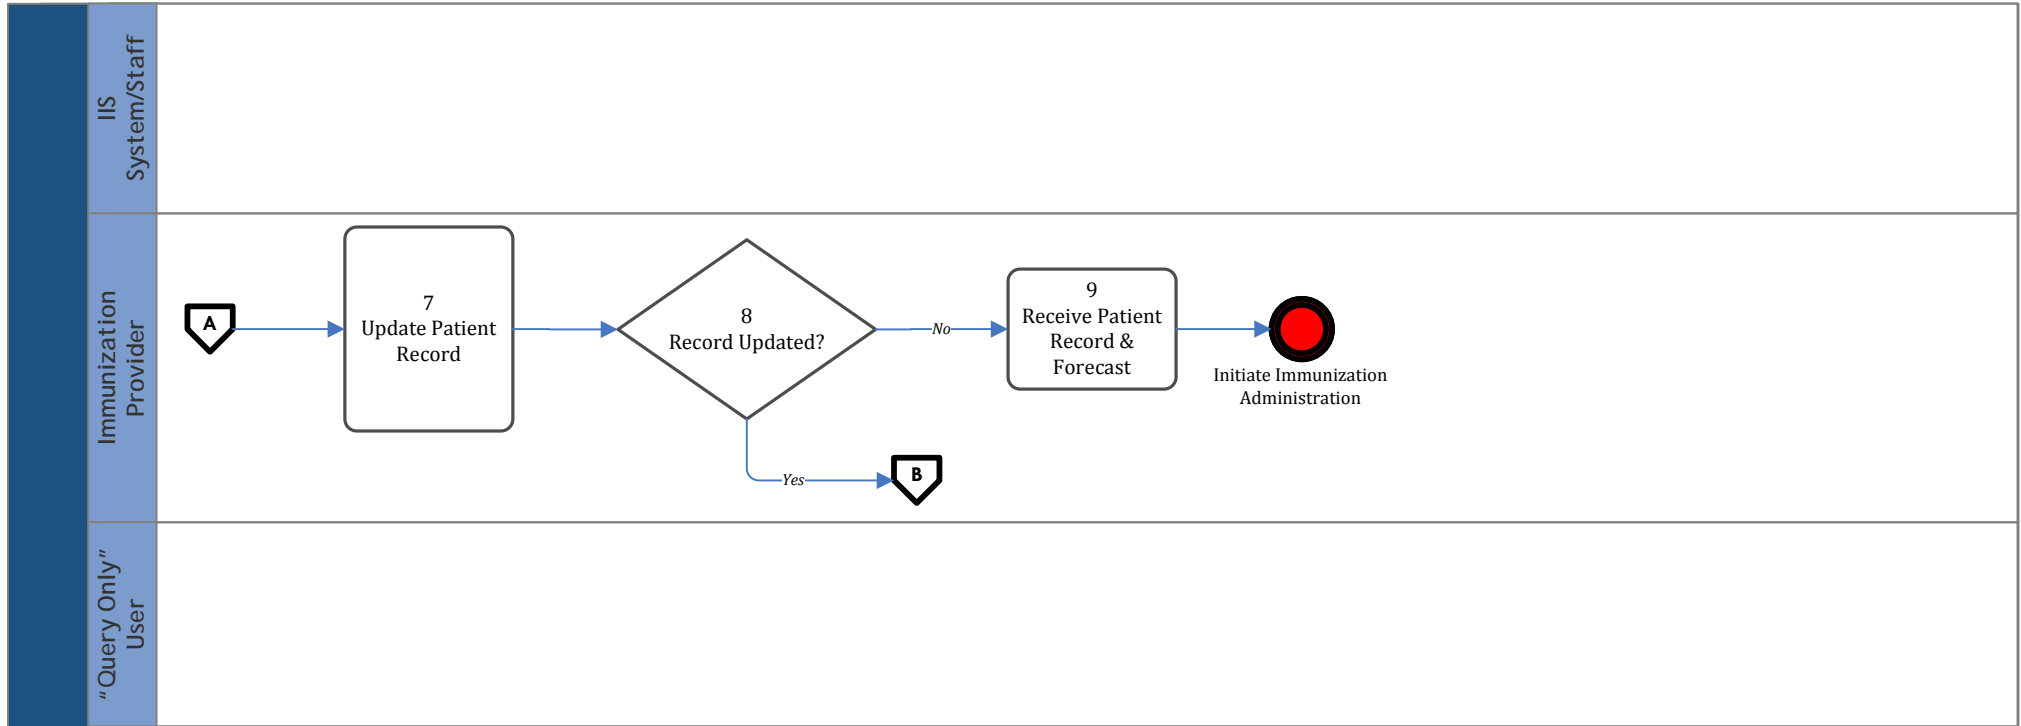 IIS
System/Staff
Immunization
Provider
A
7
Update Patient
Record
8
Record Updated?
No
9
Receive Patient
Record &
Forecast
Initiate Immunization
Administration
Yes
B
“Query Only”
User